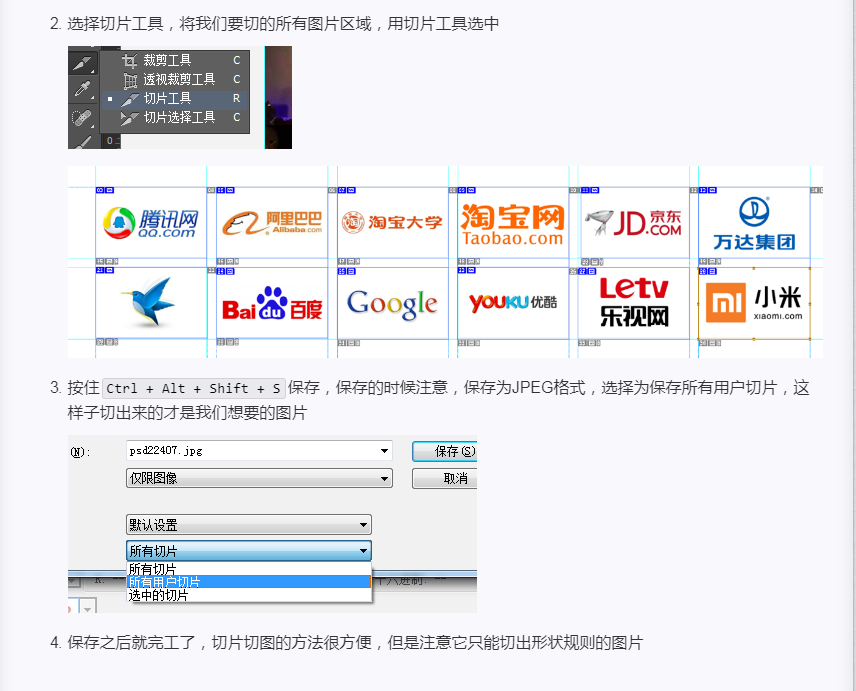 2. 选择切片工具，将我们要切的所有图片区域，用切片工具选中
裁剪工具 C
透视裁剪工具 C
切片工具 R
切片选择工具 C
0
腾讯网 QQ.com
阿里巴巴 Alibaba.com
淘宝大学
淘宝网 Taobao.com
JD.京东 .COM
万达集团
Bai du 百度
Google
YOUKU 优酷
Letv 乐视网
mi 小米 xiaomi.com
3. 按住 Ctrl + Alt + Shift + S 保存，保存的时候注意，保存为JPEG格式，选择为保存所有用户切片，这
样子切出来的才是我们想要的图片
(N): psd22407.jpg 保存(S)
仅限图像 取消
默认设置
所有切片
所有切片
所有用户切片
选中的切片
4. 保存之后就完工了，切片切图的方法很方便，但是注意它只能切出形状规则的图片